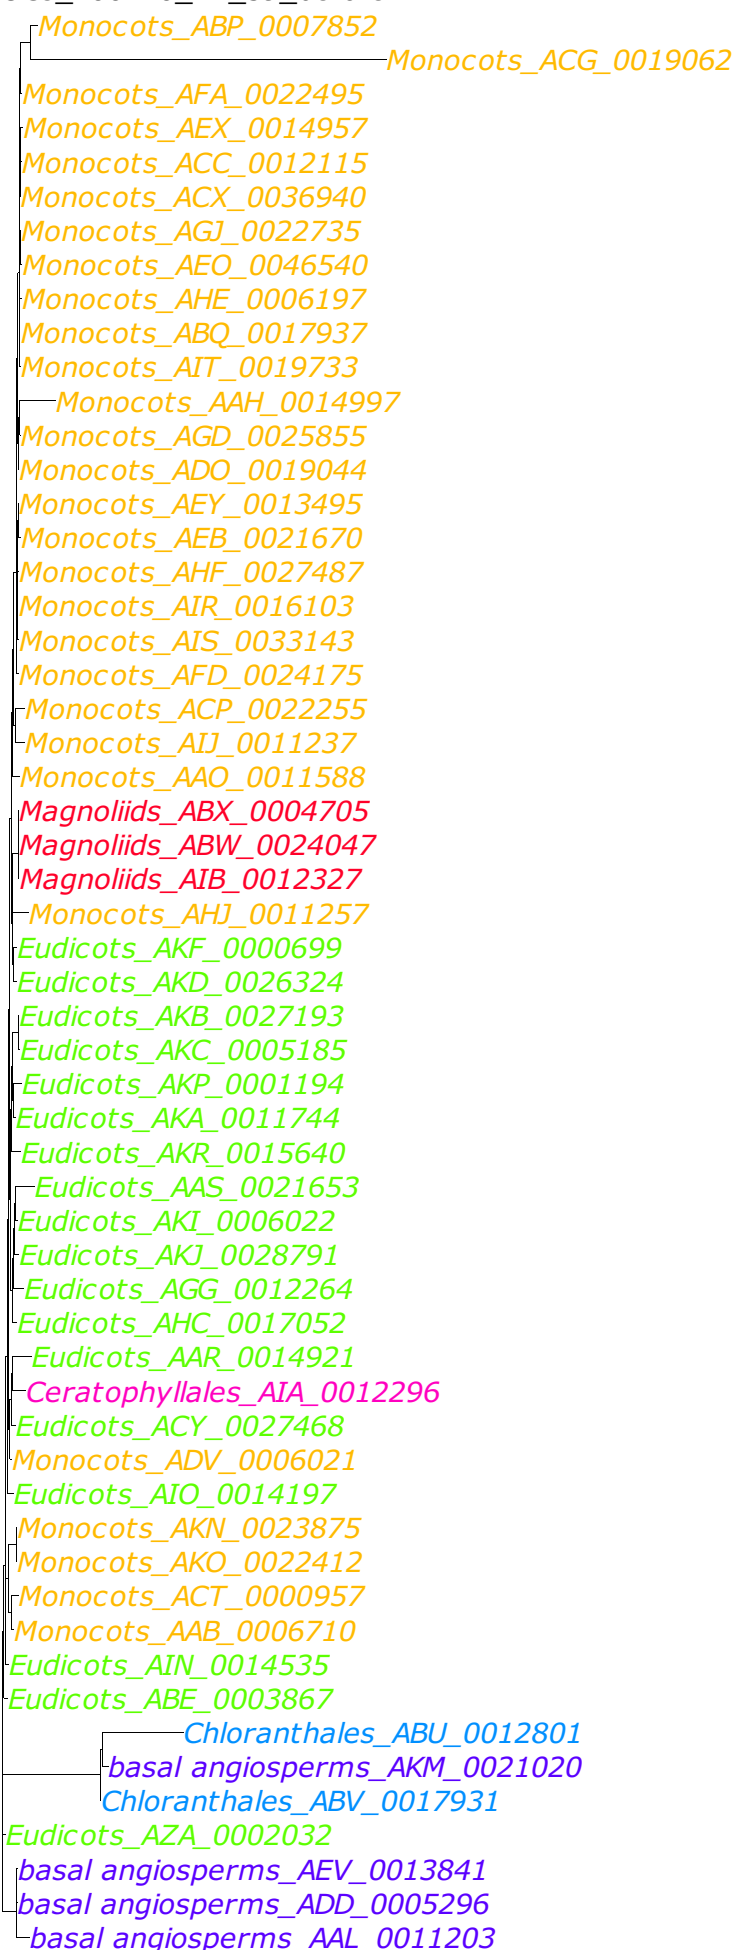 Monocots_ABP_0007852
Monocots_ACG_0019062
Monocots_AFA_0022495
Monocots_AEX_0014957
Monocots_ACC_0012115
Monocots_ACX_0036940
Monocots_AGJ_0022735
Monocots_AEO_0046540
Monocots_AHE_0006197
Monocots_ABQ_0017937
Monocots_AIT_0019733
Monocots_AAH_0014997
Monocots_AGD_0025855
Monocots_ADO_0019044
Monocots_AEY_0013495
Monocots_AEB_0021670
Monocots_AHF_0027487
Monocots_AIR_0016103
Monocots_AIS_0033143
Monocots_AFD_0024175
Monocots_ACP_0022255
Monocots_AIJ_0011237
Monocots_AAO_0011588
Magnoliids_ABX_0004705
Magnoliids_ABW_0024047
Magnoliids_AIB_0012327
Monocots_AHJ_0011257
Eudicots_AKF_0000699
Eudicots_AKD_0026324
Eudicots_AKB_0027193
Eudicots_AKC_0005185
Eudicots_AKP_0001194
Eudicots_AKA_0011744
Eudicots_AKR_0015640
Eudicots_AAS_0021653
Eudicots_AKI_0006022
Eudicots_AKJ_0028791
Eudicots_AGG_0012264
Eudicots_AHC_0017052
Eudicots_AAR_0014921
Ceratophyllales_AIA_0012296
Eudicots_ACY_0027468
Monocots_ADV_0006021
Eudicots_AIO_0014197
Monocots_AKN_0023875
Monocots_AKO_0022412
Monocots_ACT_0000957
Monocots_AAB_0006710
Eudicots_AIN_0014535
Eudicots_ABE_0003867
Chloranthales_ABU_0012801
basal angiosperms_AKM_0021020
Chloranthales_ABV_0017931
Eudicots_AZA_0002032
basal angiosperms_AEV_0013841
basal angiosperms_ADD_0005296
basal angiosperms_AAL_0011203